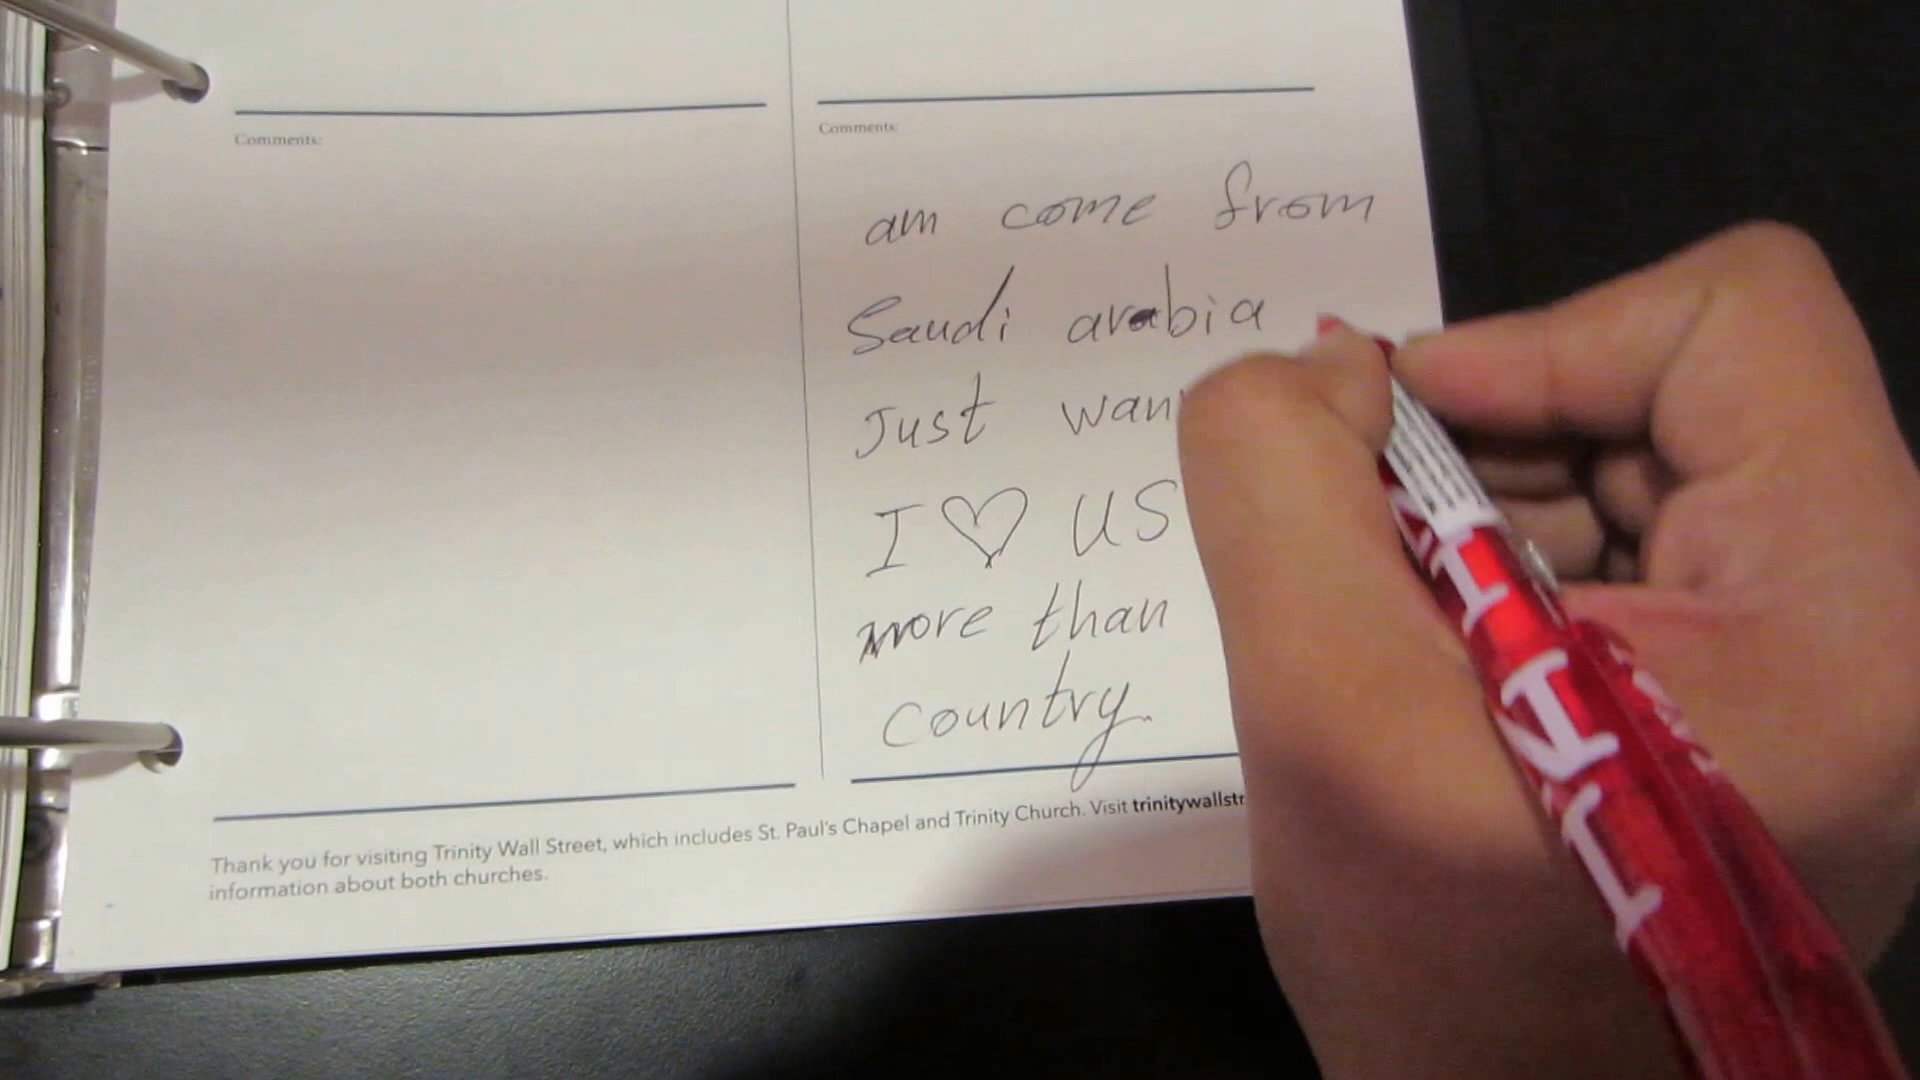 Comments:
Comments:
am come from
Saudi arabia
Just wan
I ♡ US
more than
country.
Thank you for visiting Trinity Wall Street, which includes St. Paul's Chapel and Trinity Church. Visit trinitywallstr
information about both churches.